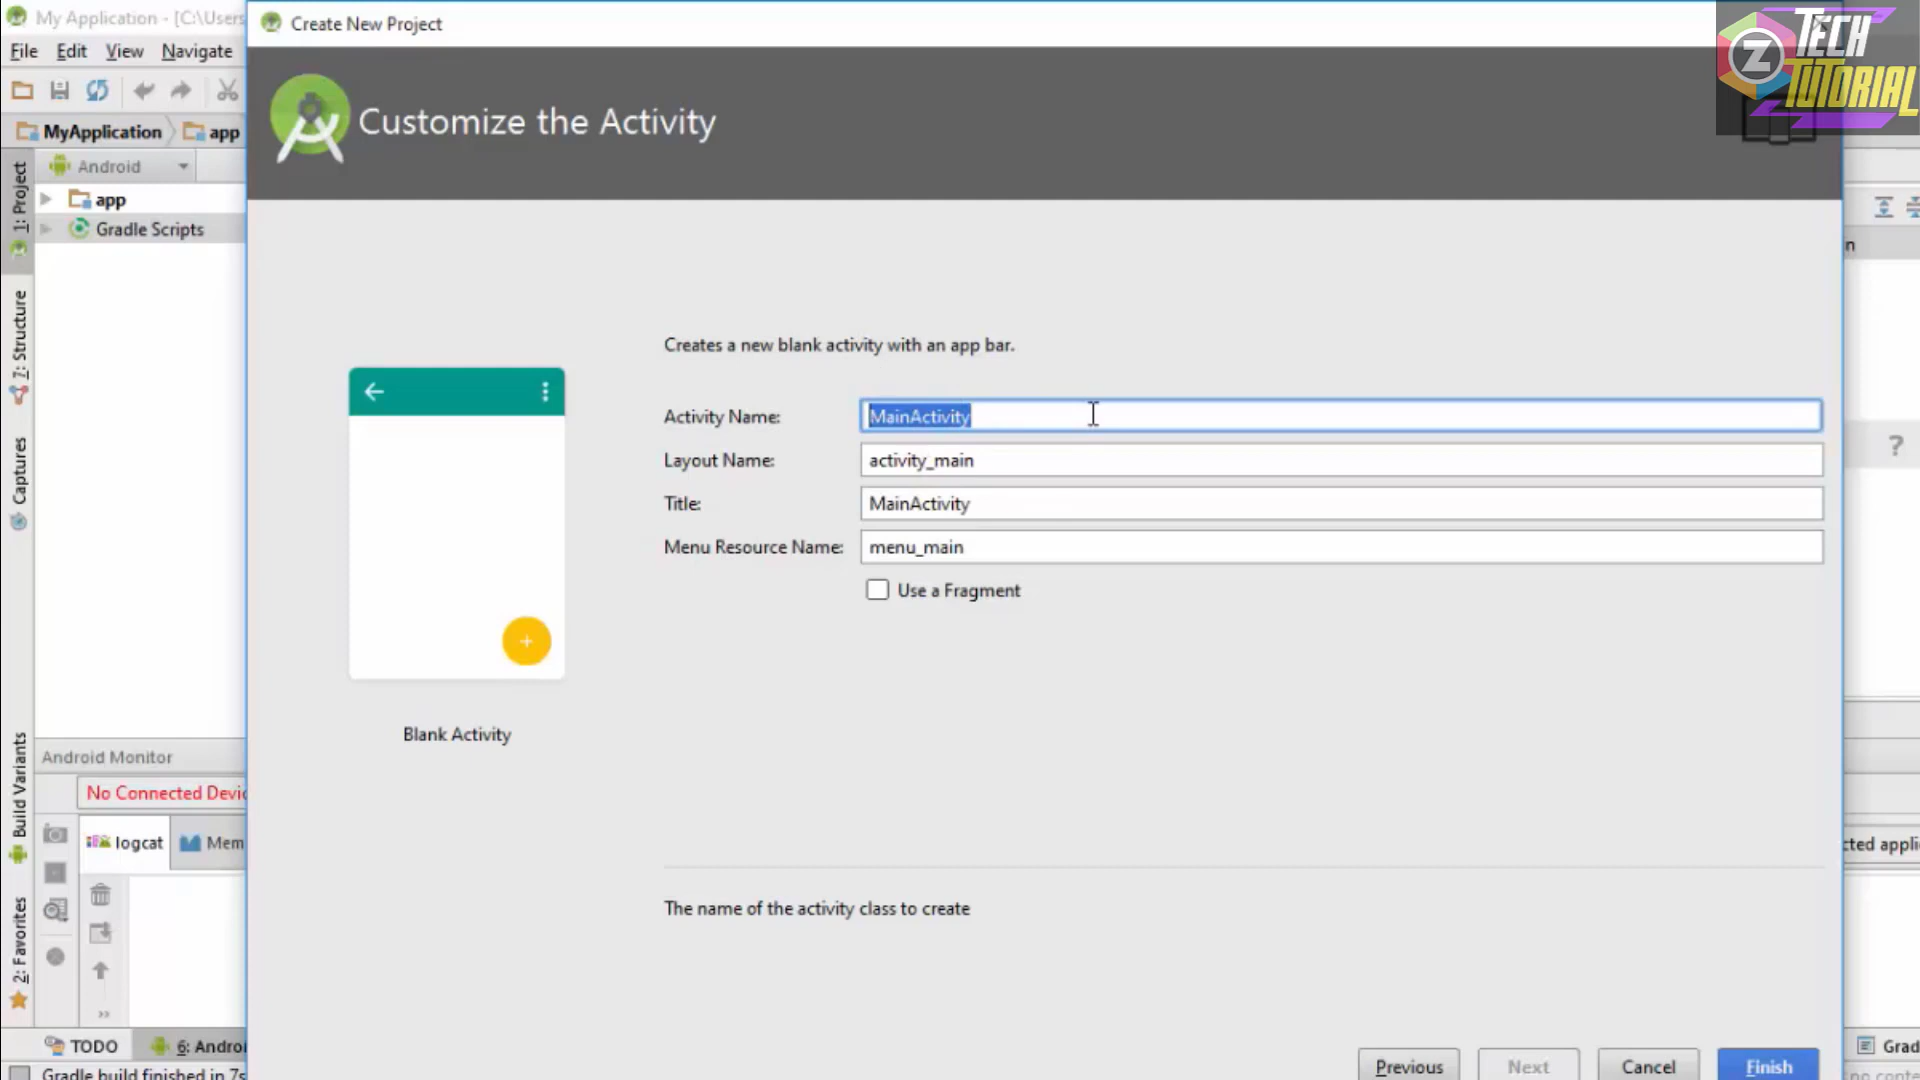 My Application - [C:\Users
Create New Project
Z TECH TUTORIAL
File Edit View Navigate
Customize the Activity
MyApplication app
Android
1: Project
app
Gradle Scripts
n
7: Structure
Creates a new blank activity with an app bar.
Activity Name: MainActivity
Layout Name: activity_main
?
Captures
Title: MainActivity
Menu Resource Name: menu_main
Use a Fragment
Blank Activity
Build Variants
Android Monitor
No Connected Devic
logcat Mem
cted appli
2: Favorites
The name of the activity class to create
TODO 6: Androi
Grad
Previous Next Cancel Finish
Gradle build finished in 7s
no conte